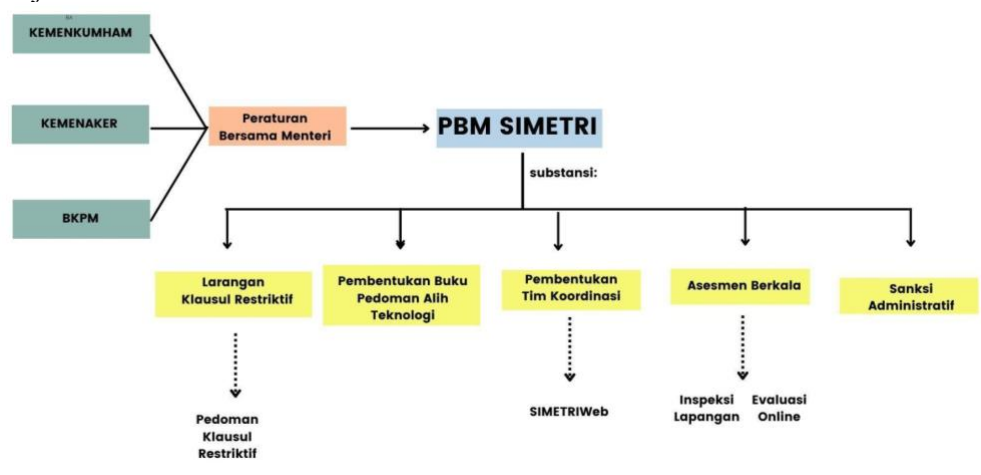 KEMENKUMHAM
KEMENAKER
BKPM
Peraturan
Bersama Menteri
PBM SIMETRI
substansi:
Larangan
Klausul Restriktif
Pembentukan Buku
Pedoman Alih
Teknologi
Pembentukan
Tim Koordinasi
Asesmen Berkala
Sanksi
Administratif
Pedoman
Klausul
Restriktif
SIMETRIWeb
Inspeksi
Lapangan
Evaluasi
Online